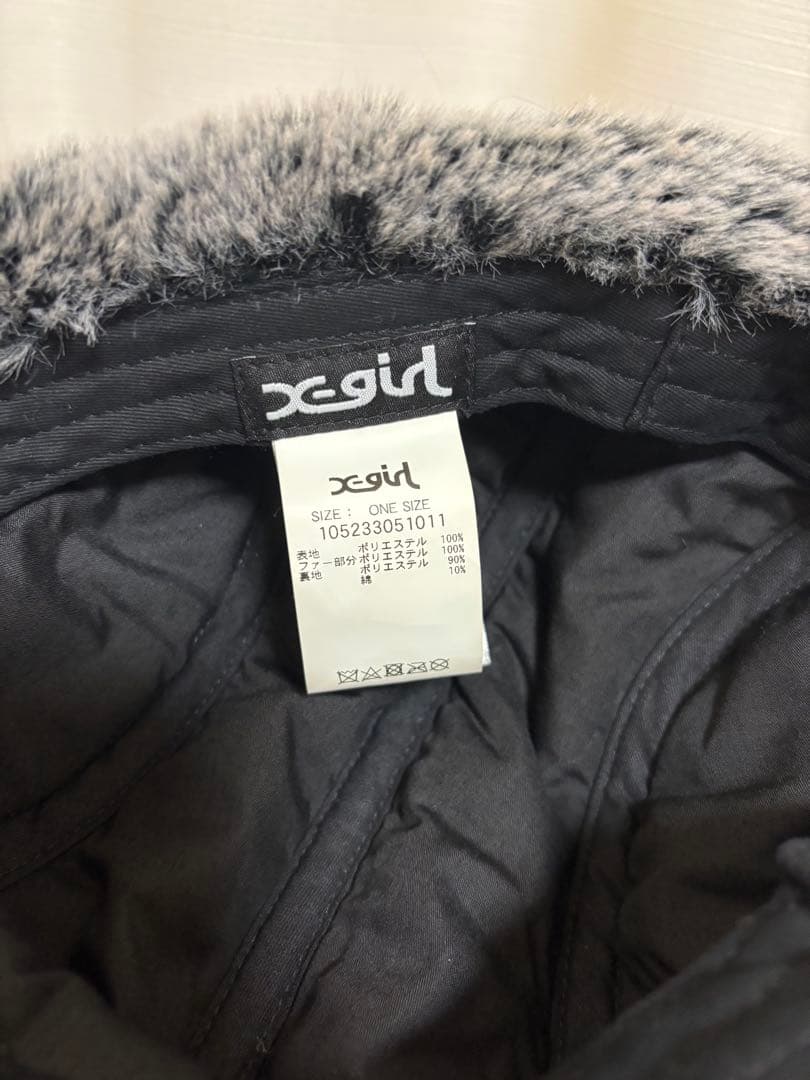 X-girl
X-girl
SIZE: ONE SIZE
105233051011
表地 ポリエステル 100%
ファー部分 ポリエステル 100%
裏地 ポリエステル 90%
綿 10%